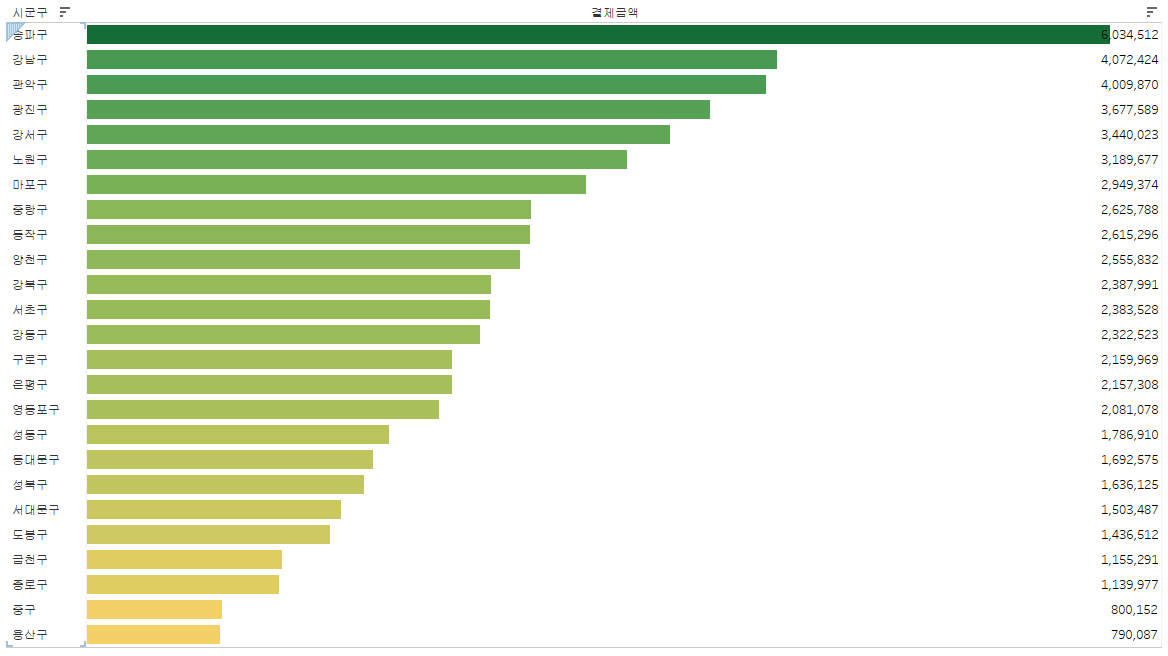 시군구 결제금액
송파구 6,034,512
강남구 4,072,424
관악구 4,009,870
광진구 3,677,589
강서구 3,440,023
노원구 3,189,677
마포구 2,949,374
중랑구 2,625,788
동작구 2,615,296
양천구 2,555,832
강북구 2,387,991
서초구 2,383,528
강동구 2,322,523
구로구 2,159,969
은평구 2,157,308
영등포구 2,081,078
성동구 1,786,910
동대문구 1,692,575
성북구 1,636,125
서대문구 1,503,487
도봉구 1,436,512
금천구 1,155,291
종로구 1,139,977
중구 800,152
용산구 790,087